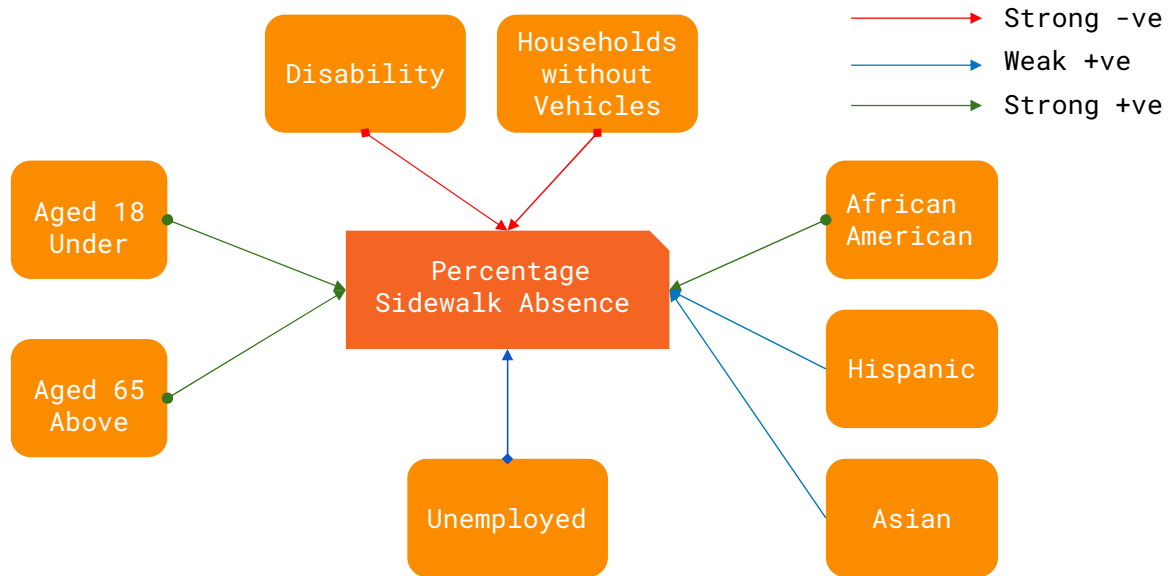 Strong -ve
Weak +ve
Strong +ve
Disability
Households
without
Vehicles
Aged 18
Under
African
American
Percentage
Sidewalk Absence
Hispanic
Aged 65
Above
Unemployed
Asian